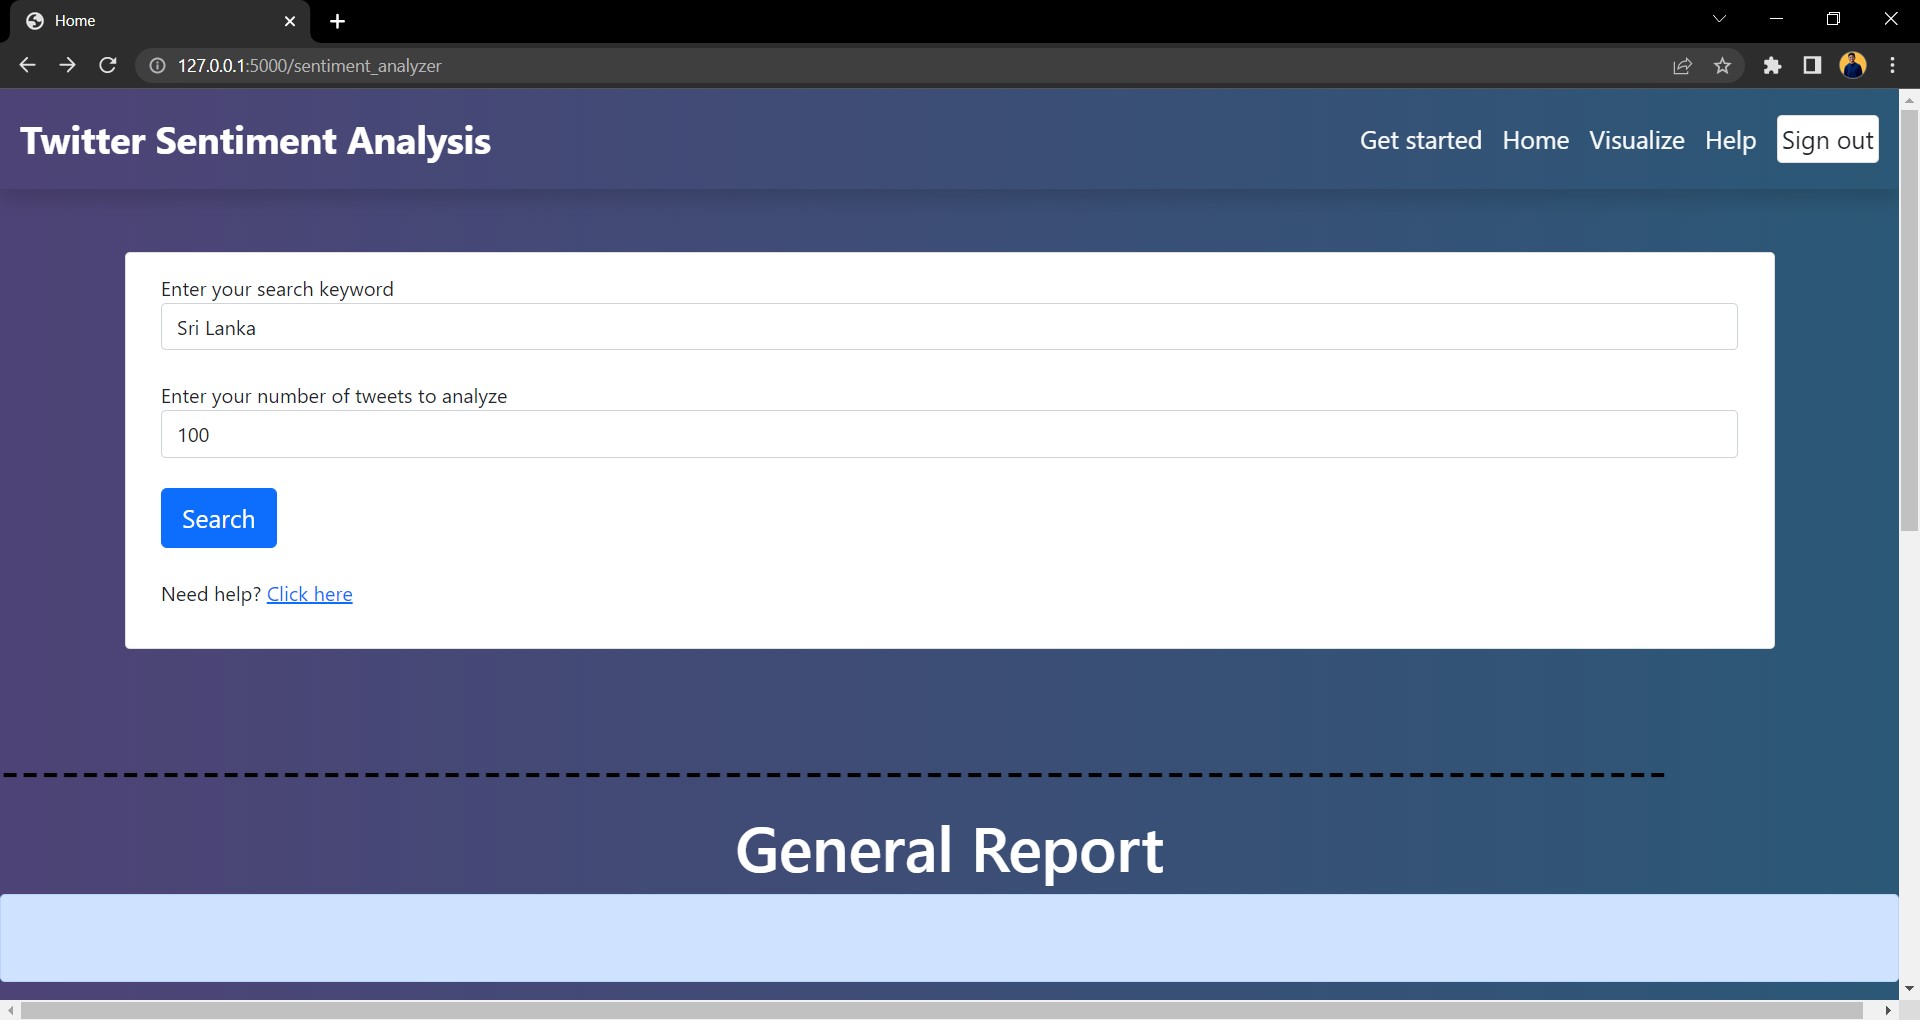 Home
127.0.0.1:5000/sentiment_analyzer
Twitter Sentiment Analysis
Get started Home Visualize Help Sign out
Enter your search keyword
Sri Lanka
Enter your number of tweets to analyze
100
Search
Need help? Click here
General Report